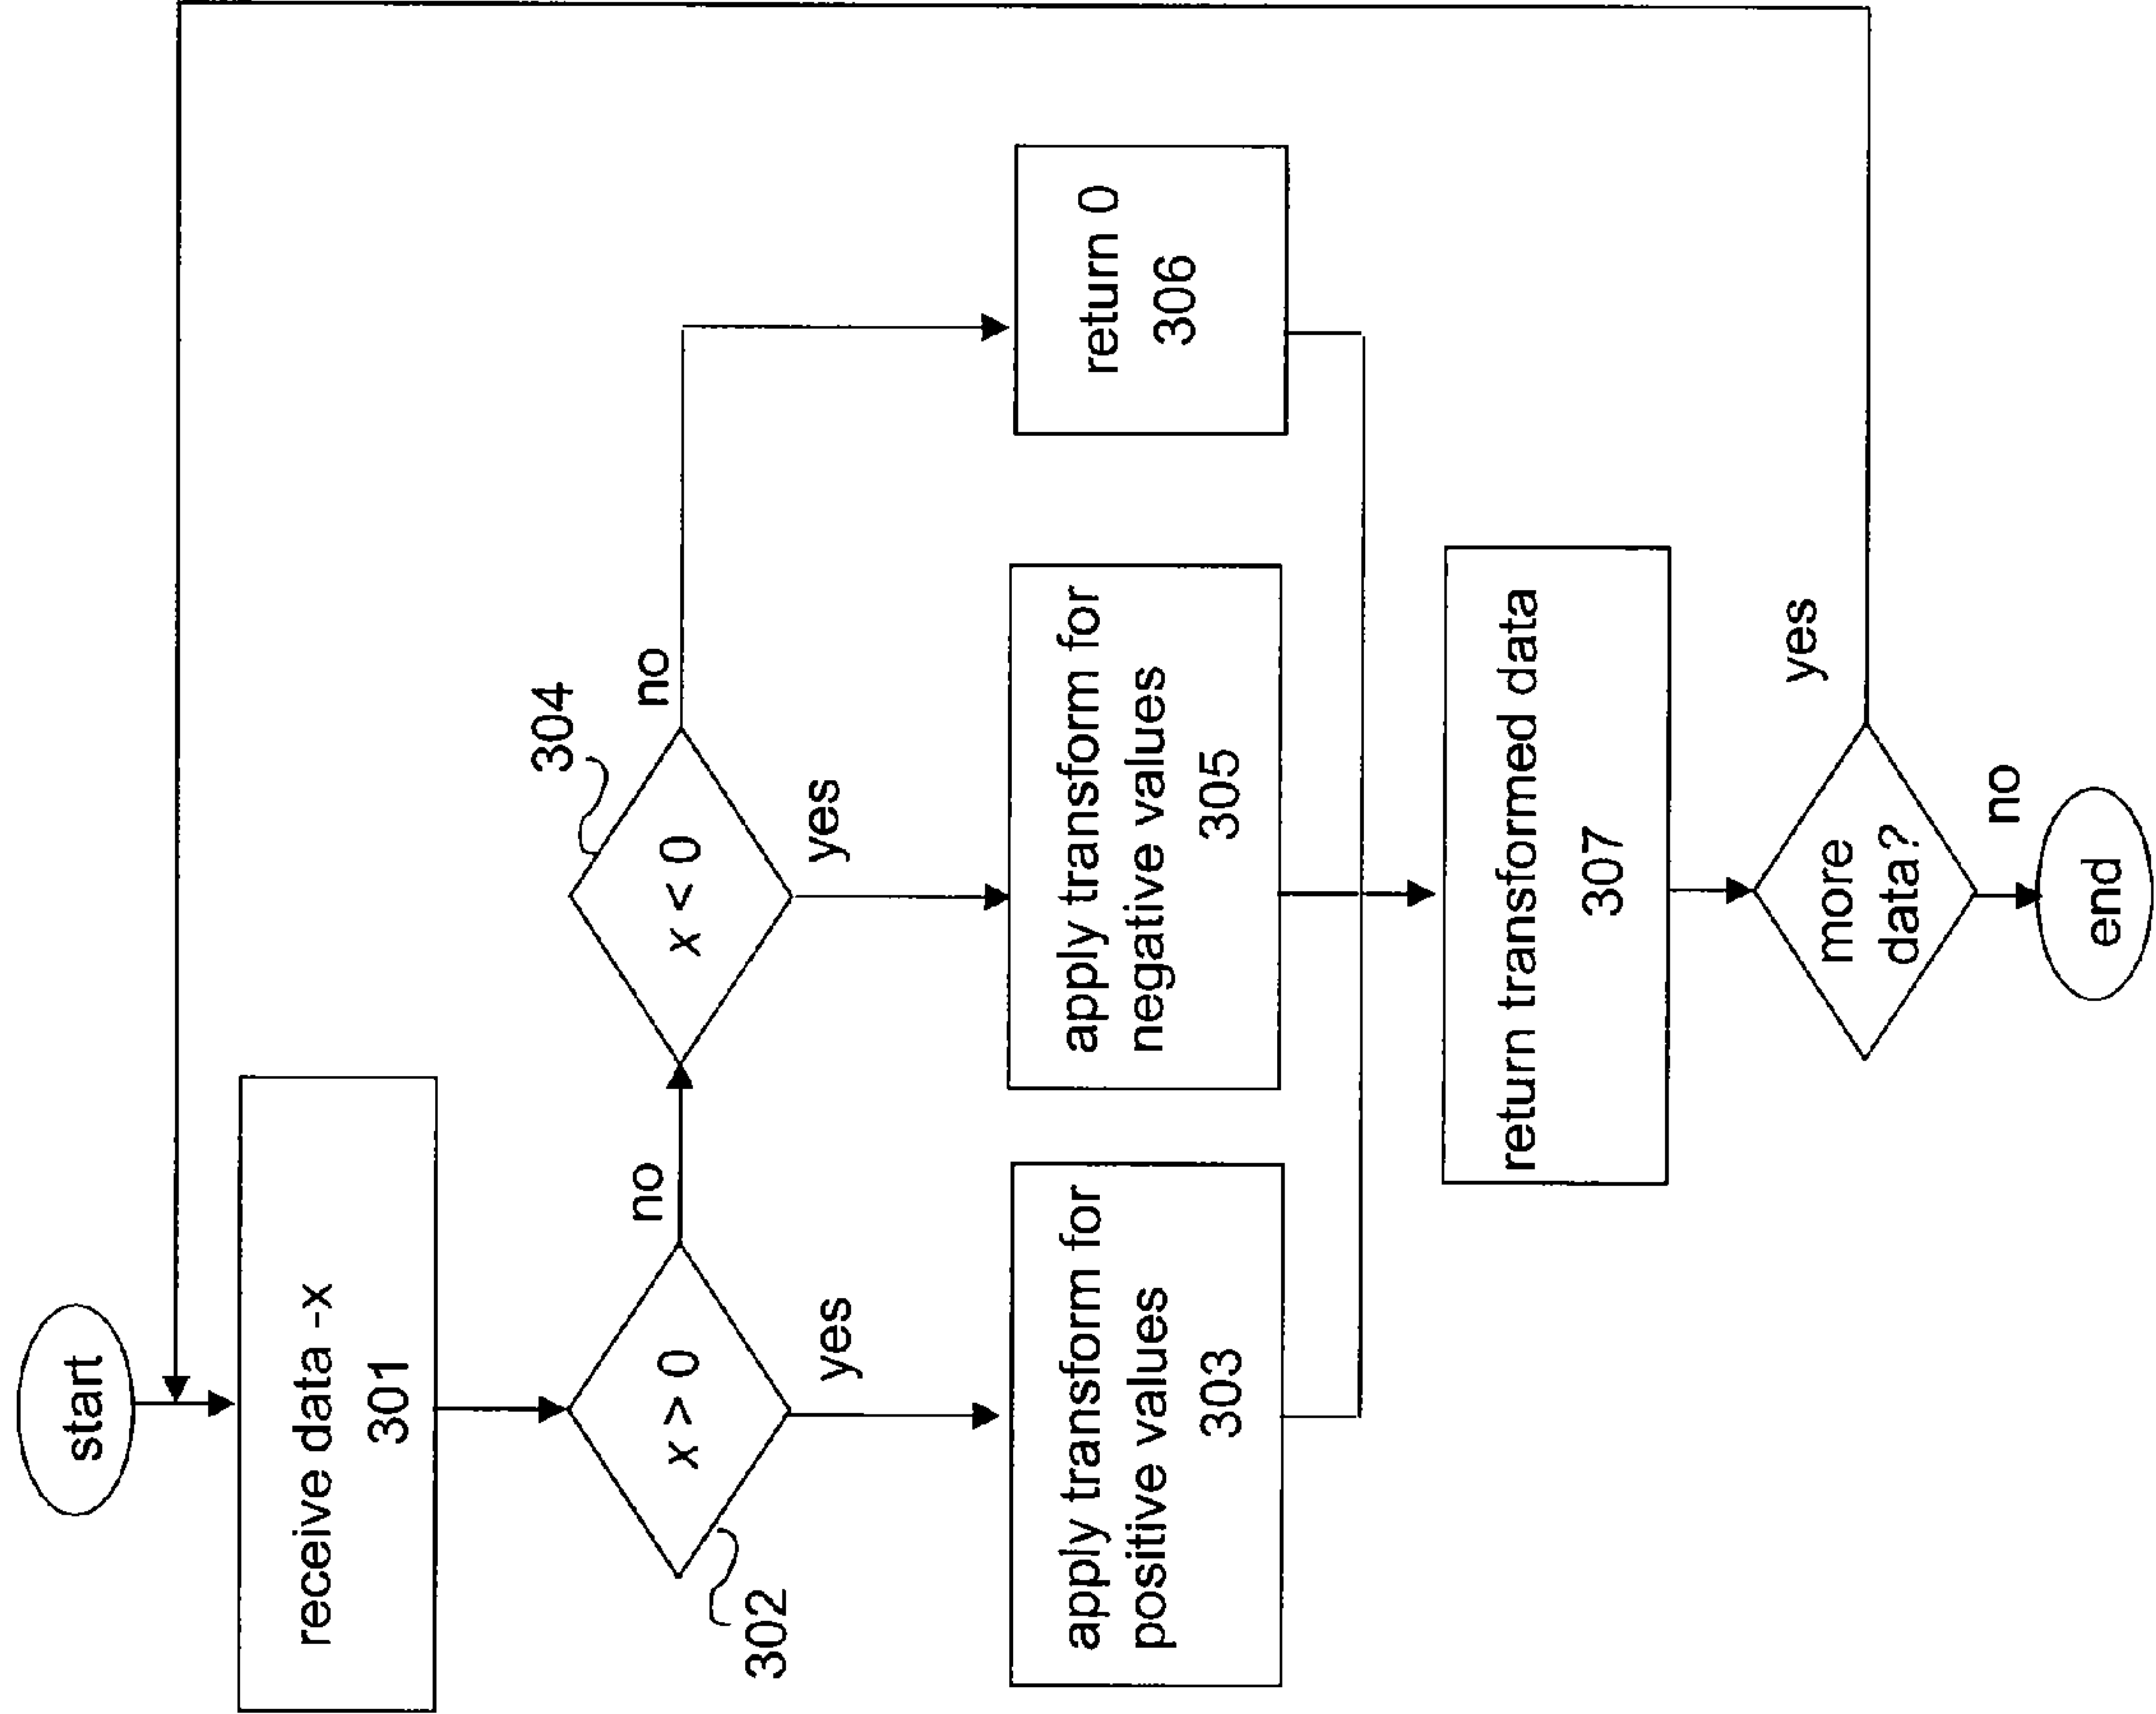 start
receive data -x
301
x > 0
302
no
yes
x < 0
304
no
yes
apply transform for
positive values
303
apply transform for
negative values
305
return 0
306
return transformed data
307
more
data?
yes
no
end